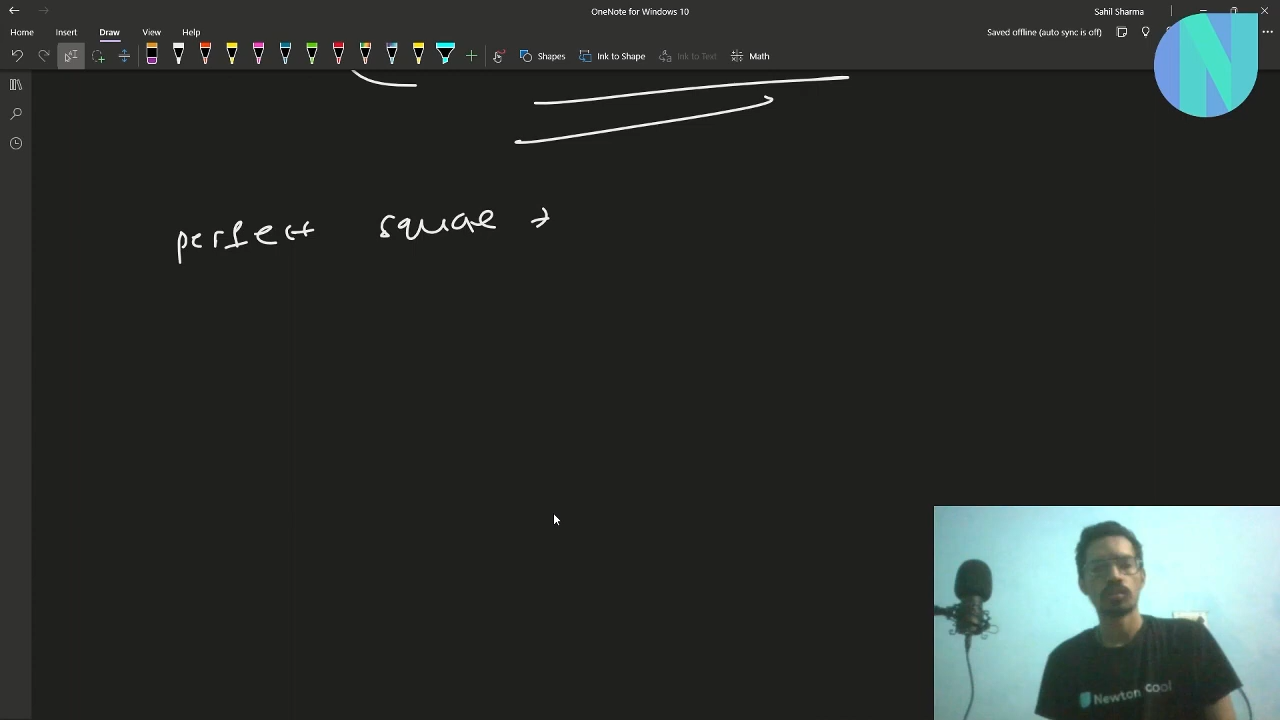 OneNote for Windows 10
Sahil Sharma
Home Insert Draw View Help
Saved offline (auto sync is off)
Shapes Ink to Shape Ink to Text Math
perfect squae →
Newton